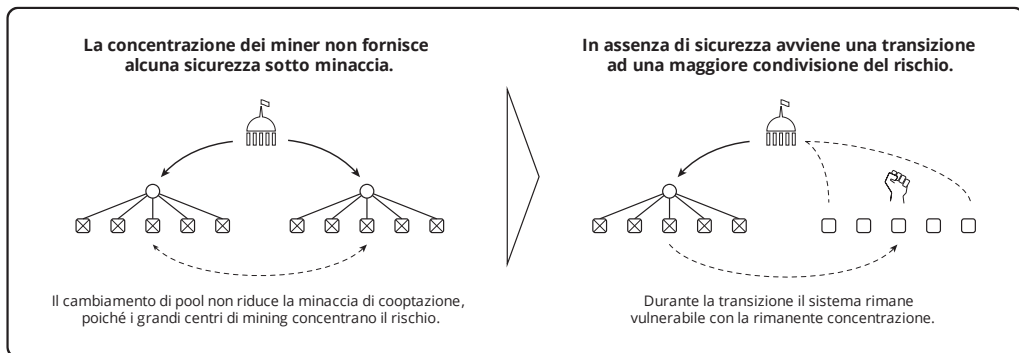 La concentrazione dei miner non fornisce
alcuna sicurezza sotto minaccia.
Il cambiamento di pool non riduce la minaccia di cooptazione,
poiché i grandi centri di mining concentrano il rischio.
In assenza di sicurezza avviene una transizione
ad una maggiore condivisione del rischio.
Durante la transizione il sistema rimane
vulnerabile con la rimanente concentrazione.